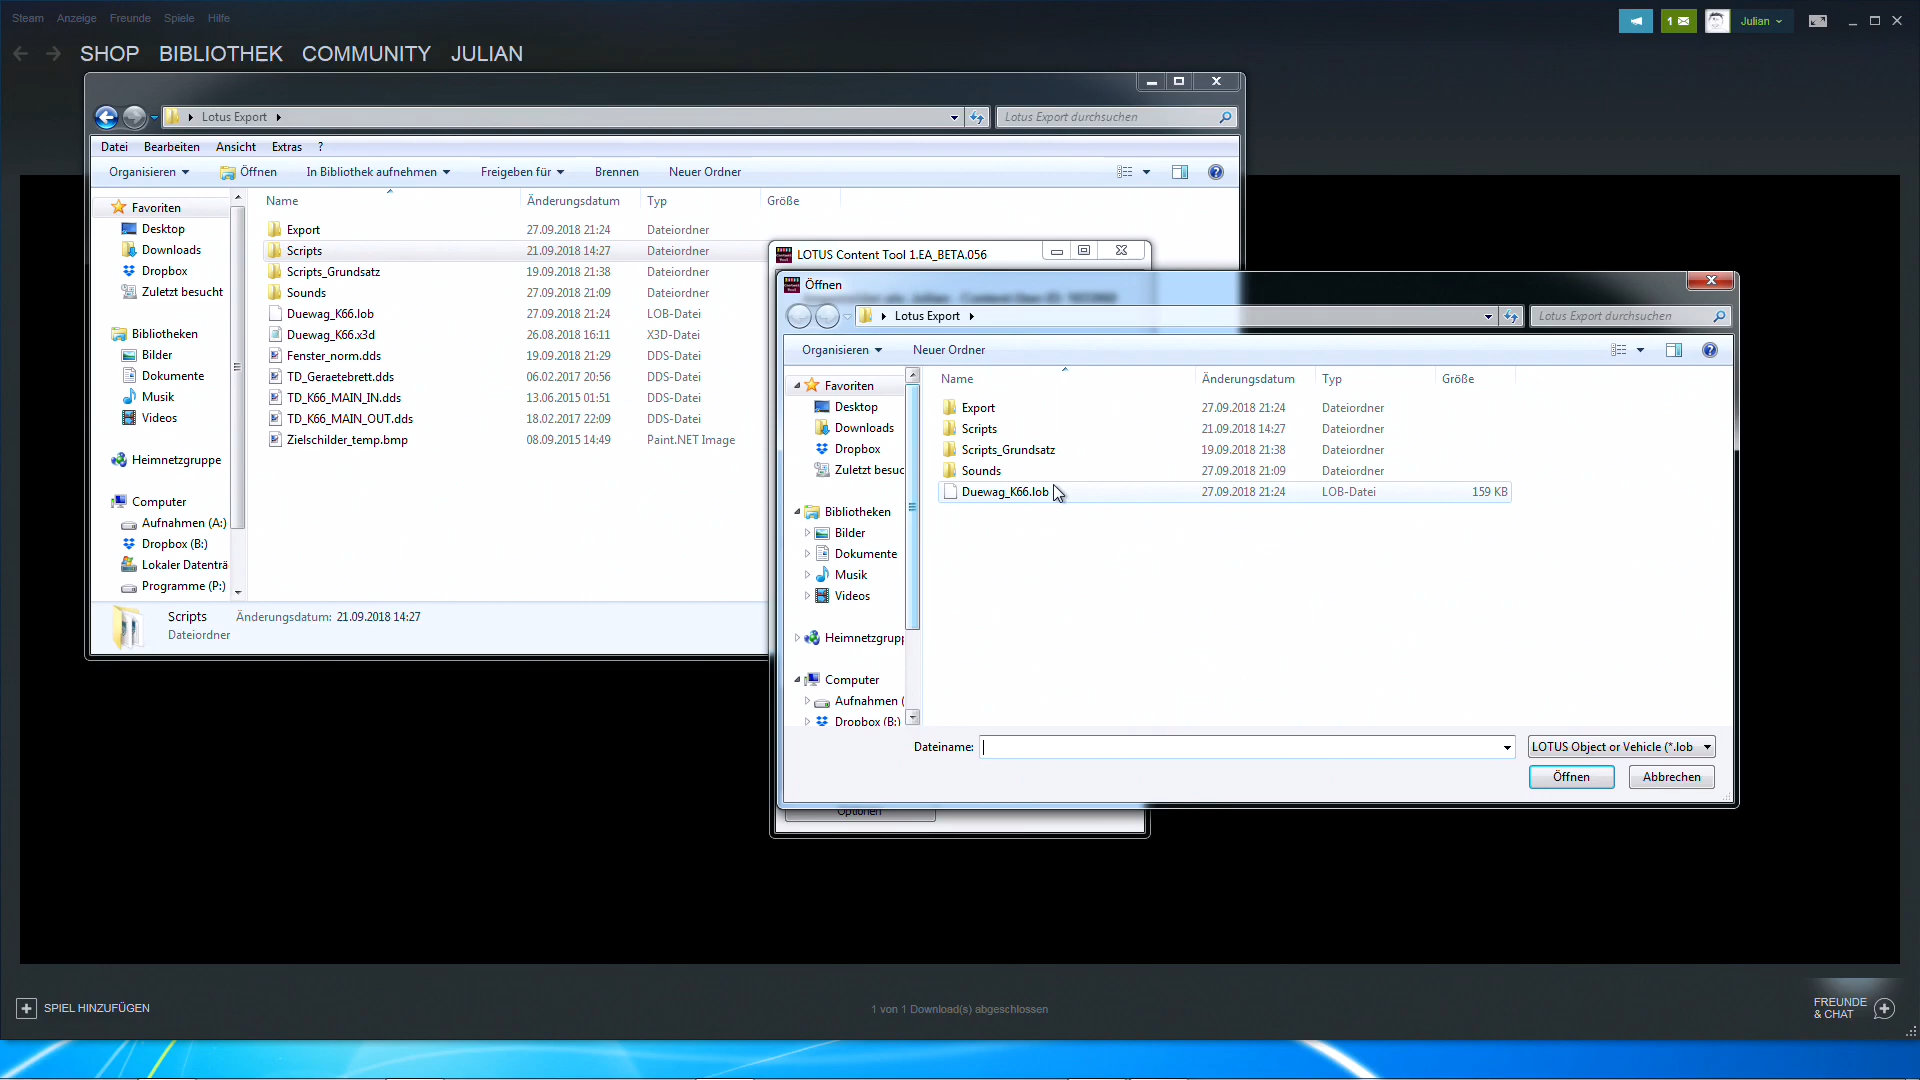 Steam Anzeige Freunde Spiele Hilfe
1
Julian
SHOP BIBLIOTHEK COMMUNITY JULIAN
Lotus Export
Lotus Export durchsuchen
Datei Bearbeiten Ansicht Extras ?
Organisieren Öffnen In Bibliothek aufnehmen Freigeben für Brennen Neuer Ordner
Name Änderungsdatum Typ Größe
Favoriten
Desktop
Downloads
Dropbox
Zuletzt besucht
Bibliotheken
Bilder
Dokumente
Musik
Videos
Heimnetzgruppe
Computer
Aufnahmen (A:)
Dropbox (B:)
Lokaler Datenträ
Programme (P:)
Export 27.09.2018 21:24 Dateiordner
Scripts 21.09.2018 14:27 Dateiordner
Scripts_Grundsatz 19.09.2018 21:38 Dateiordner
Sounds 27.09.2018 21:09 Dateiordner
Duewag_K66.lob 27.09.2018 21:24 LOB-Datei
Duewag_K66.x3d 26.08.2018 16:11 X3D-Datei
Fenster_norm.dds 19.09.2018 21:29 DDS-Datei
TD_Geraetebrett.dds 06.02.2017 20:56 DDS-Datei
TD_K66_MAIN_IN.dds 13.06.2015 01:51 DDS-Datei
TD_K66_MAIN_OUT.dds 18.02.2017 22:09 DDS-Datei
Zielschilder_temp.bmp 08.09.2015 14:49 Paint.NET Image
Scripts Änderungsdatum: 21.09.2018 14:27
Dateiordner
LOTUS Content Tool 1.EA_BETA.056
Öffnen
Lotus Export
Lotus Export durchsuchen
Organisieren Neuer Ordner
Name Änderungsdatum Typ Größe
Favoriten
Desktop
Downloads
Dropbox
Zuletzt besuc
Bibliotheken
Bilder
Dokumente
Musik
Videos
Heimnetzgrupp
Computer
Aufnahmen (
Dropbox (B:)
Export 27.09.2018 21:24 Dateiordner
Scripts 21.09.2018 14:27 Dateiordner
Scripts_Grundsatz 19.09.2018 21:38 Dateiordner
Sounds 27.09.2018 21:09 Dateiordner
Duewag_K66.lob 27.09.2018 21:24 LOB-Datei 159 KB
Dateiname:
LOTUS Object or Vehicle (*.lob
Öffnen Abbrechen
Optionen
SPIEL HINZUFÜGEN
1 von 1 Download(s) abgeschlossen
FREUNDE
& CHAT